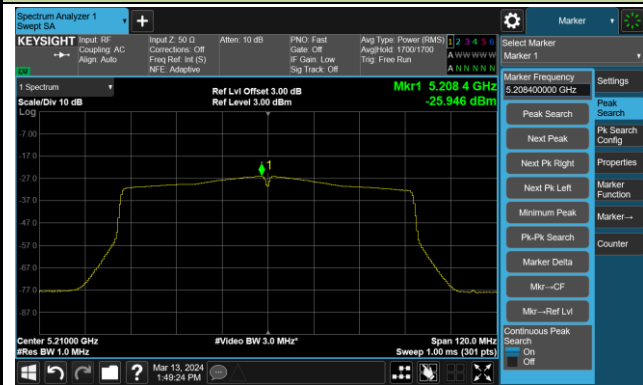 Spectrum Analyzer 1
Swept SA
Marker
KEYSIGHT
Input: RF
Coupling: AC
Align: Auto
Input Z: 50 Ω
Corrections: Off
Freq Ref: Int (S)
NFE: Adaptive
Atten: 10 dB
PNO: Fast
Gate: Off
IF Gain: Low
Sig Track: Off
Avg Type: Power (RMS)
Avg|Hold: 1700/1700
Trig: Free Run
1 2 3 4 5 6
A W W W W W
A N N N N N
Select Marker
Marker 1
1 Spectrum
Scale/Div 10 dB
Ref Lvl Offset 3.00 dB
Ref Level 3.00 dBm
Mkr1 5.208 4 GHz
-25.946 dBm
Log
-7.00
-17.0
-27.0
-37.0
-47.0
-57.0
-67.0
-77.0
-87.0
1
Center 5.21000 GHz
#Res BW 1.0 MHz
#Video BW 3.0 MHz*
Span 120.0 MHz
Sweep 1.00 ms (301 pts)
Marker Frequency
5.208400000 GHz
Peak Search
Next Peak
Next Pk Right
Next Pk Left
Minimum Peak
Pk-Pk Search
Marker Delta
Mkr→CF
Mkr→Ref Lvl
Continuous Peak
Search
On
Off
Settings
Peak
Search
Pk Search
Config
Properties
Marker
Function
Marker→
Counter
Mar 13, 2024
1:49:24 PM